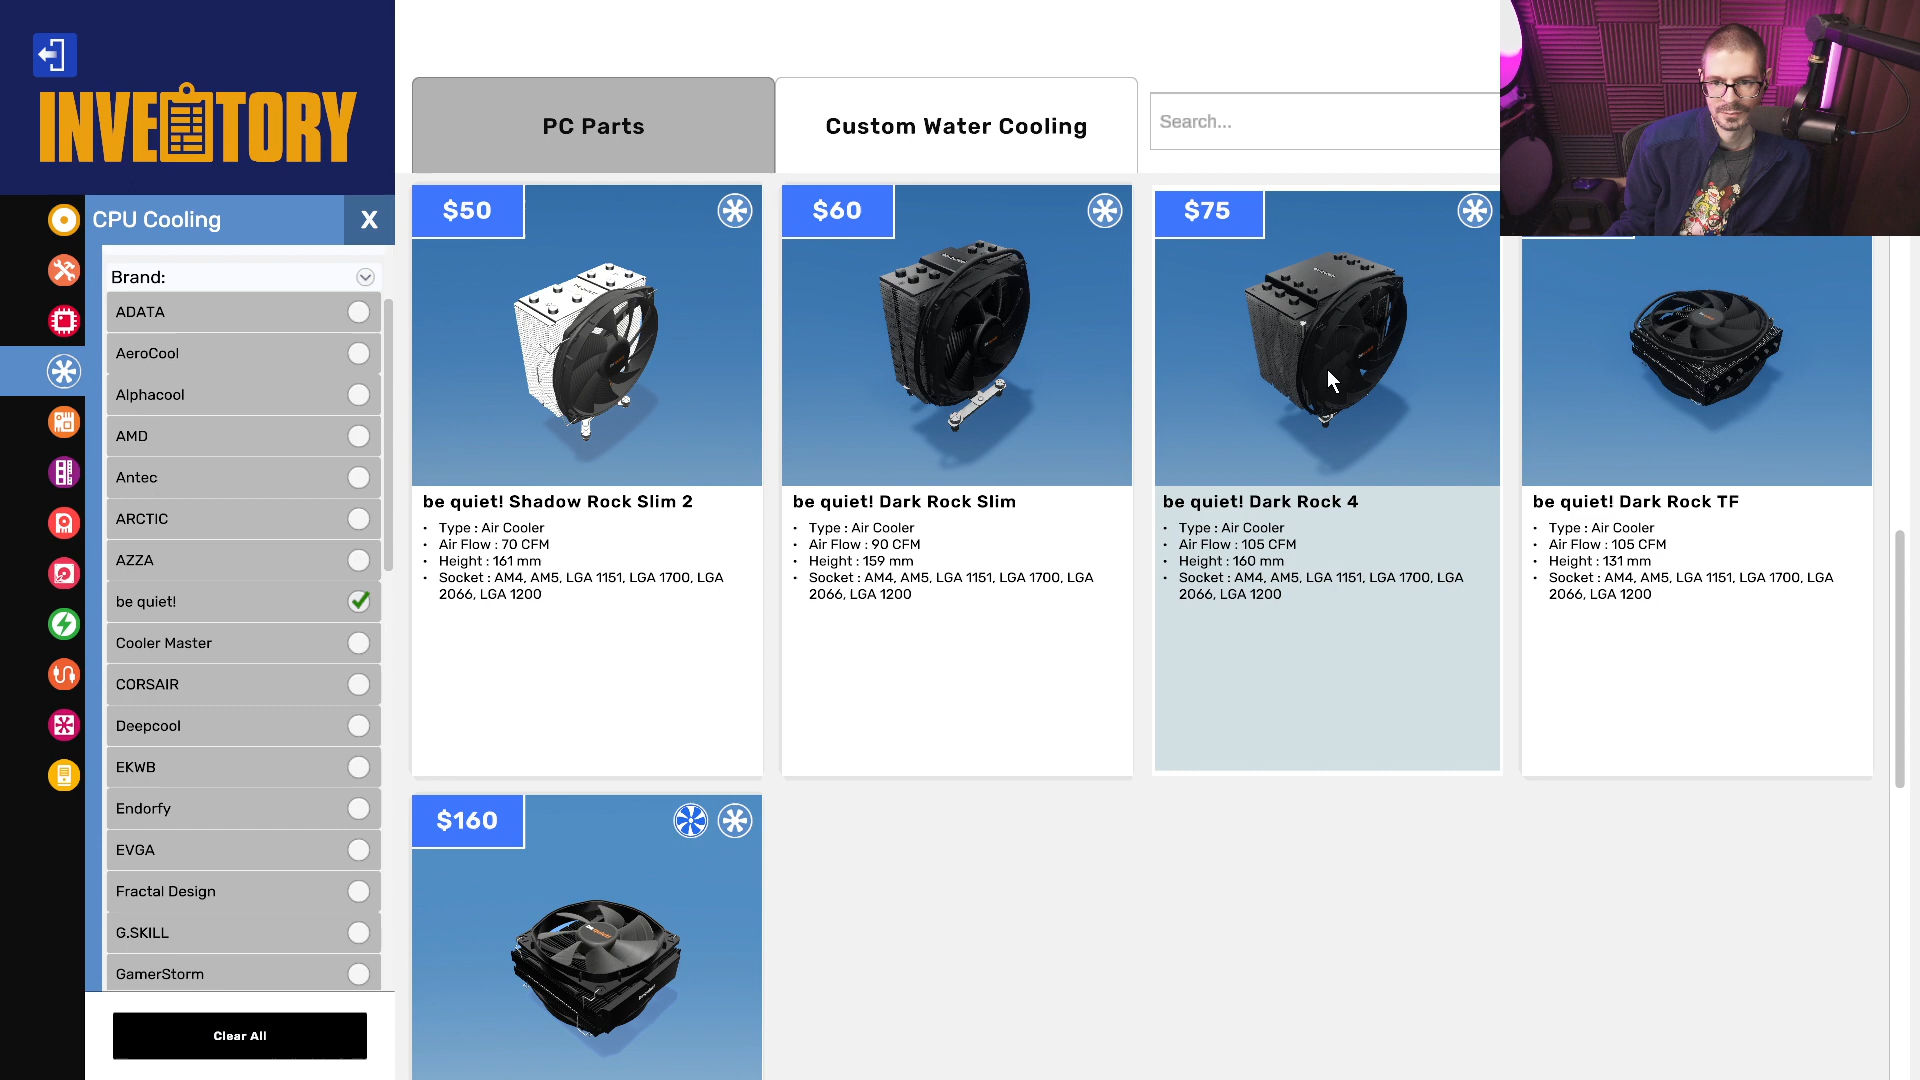 INVENTORY
PC Parts
Custom Water Cooling
Search...
CPU Cooling
X
Brand:
ADATA
AeroCool
Alphacool
AMD
Antec
ARCTIC
AZZA
be quiet!
Cooler Master
CORSAIR
Deepcool
EKWB
Endorfy
EVGA
Fractal Design
G.SKILL
GamerStorm
Clear All
$50
be quiet! Shadow Rock Slim 2
• Type : Air Cooler
• Air Flow : 70 CFM
• Height : 161 mm
• Socket : AM4, AM5, LGA 1151, LGA 1700, LGA
2066, LGA 1200
$60
be quiet! Dark Rock Slim
• Type : Air Cooler
• Air Flow : 90 CFM
• Height : 159 mm
• Socket : AM4, AM5, LGA 1151, LGA 1700, LGA
2066, LGA 1200
$75
be quiet! Dark Rock 4
• Type : Air Cooler
• Air Flow : 105 CFM
• Height : 160 mm
• Socket : AM4, AM5, LGA 1151, LGA 1700, LGA
2066, LGA 1200
be quiet! Dark Rock TF
• Type : Air Cooler
• Air Flow : 105 CFM
• Height : 131 mm
• Socket : AM4, AM5, LGA 1151, LGA 1700, LGA
2066, LGA 1200
$160